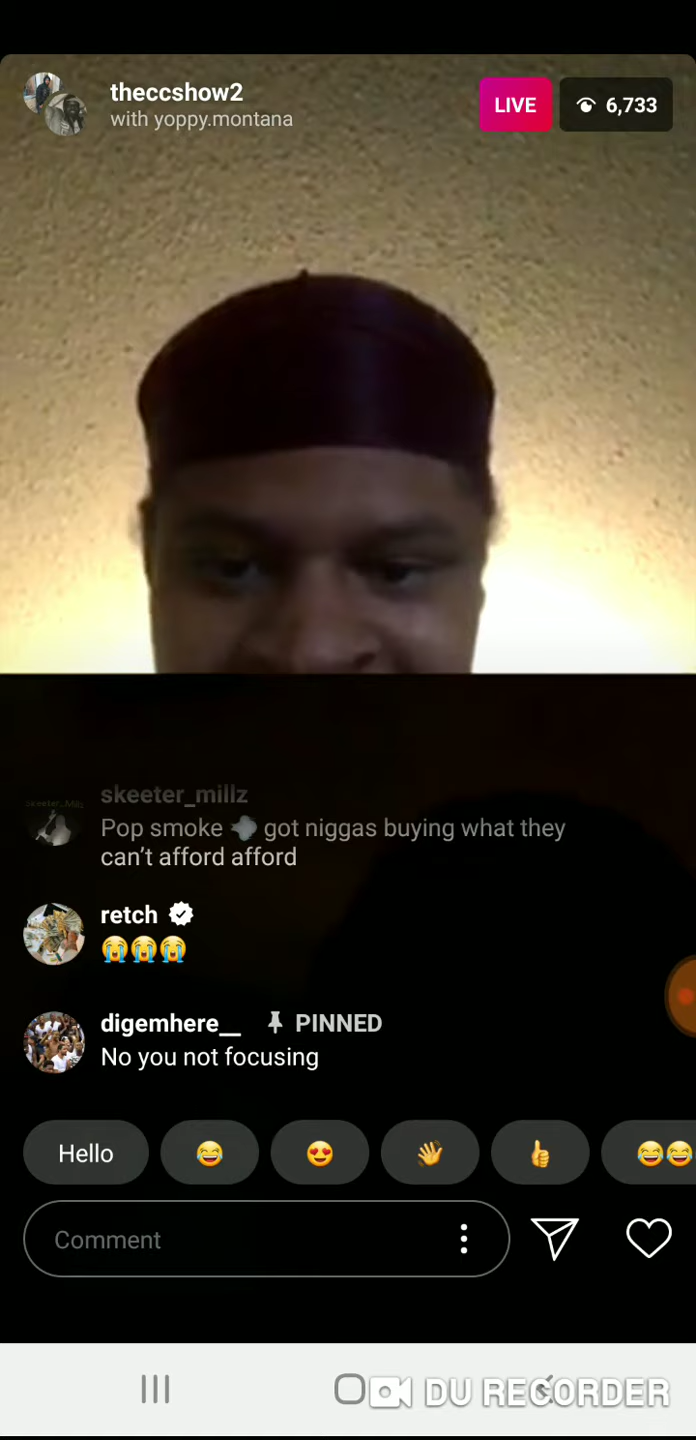 theccshow2
with yoppy.montana
LIVE
6,733
skeeter_millz
Pop smoke 💨 got niggas buying what they
can't afford afford
retch
😭😭😭
digemhere__ PINNED
No you not focusing
Hello 😂 😍 👋 👍 😂😂
Comment
DU RECORDER